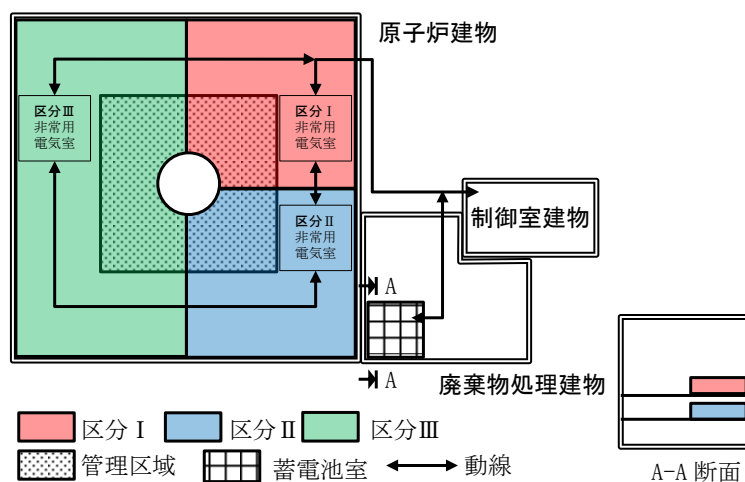 原子炉建物
区分Ⅲ
非常用
電気室
区分Ⅰ
非常用
電気室
区分Ⅱ
非常用
電気室
制御室建物
A
A
廃棄物処理建物
区分Ⅰ
区分Ⅱ
区分Ⅲ
管理区域
蓄電池室
動線
A-A 断面